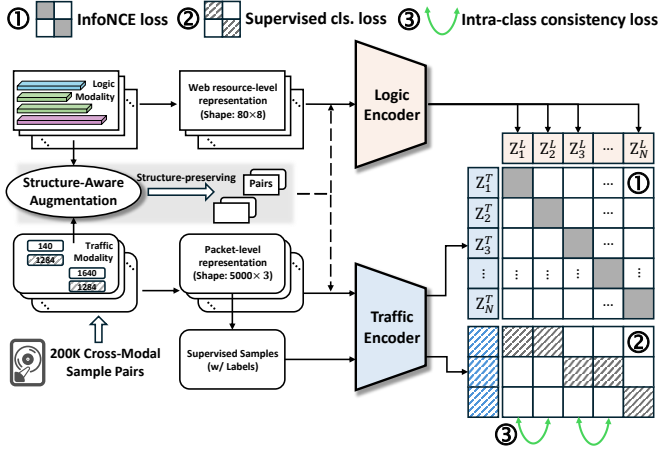 ① InfoNCE loss
② Supervised cls. loss
③ Intra-class consistency loss
Logic
Modality
Web resource-level
representation
(Shape: 80×8)
Logic
Encoder
Structure-Aware
Augmentation
Structure-preserving
Pairs
Traffic
Modality
140
1284
1640
1284
Packet-level
representation
(Shape: 5000× 3)
200K Cross-Modal
Sample Pairs
Supervised Samples
(w/ Labels)
Traffic
Encoder
Z₁ᴸ Z₂ᴸ Z₃ᴸ ... Z_Nᴸ
Z₁ᵀ ... ①
Z₂ᵀ ...
Z₃ᵀ ...
⋮ ⋮ ⋮ ⋮ ⋮ ⋮
Z_Nᵀ ...
②
③